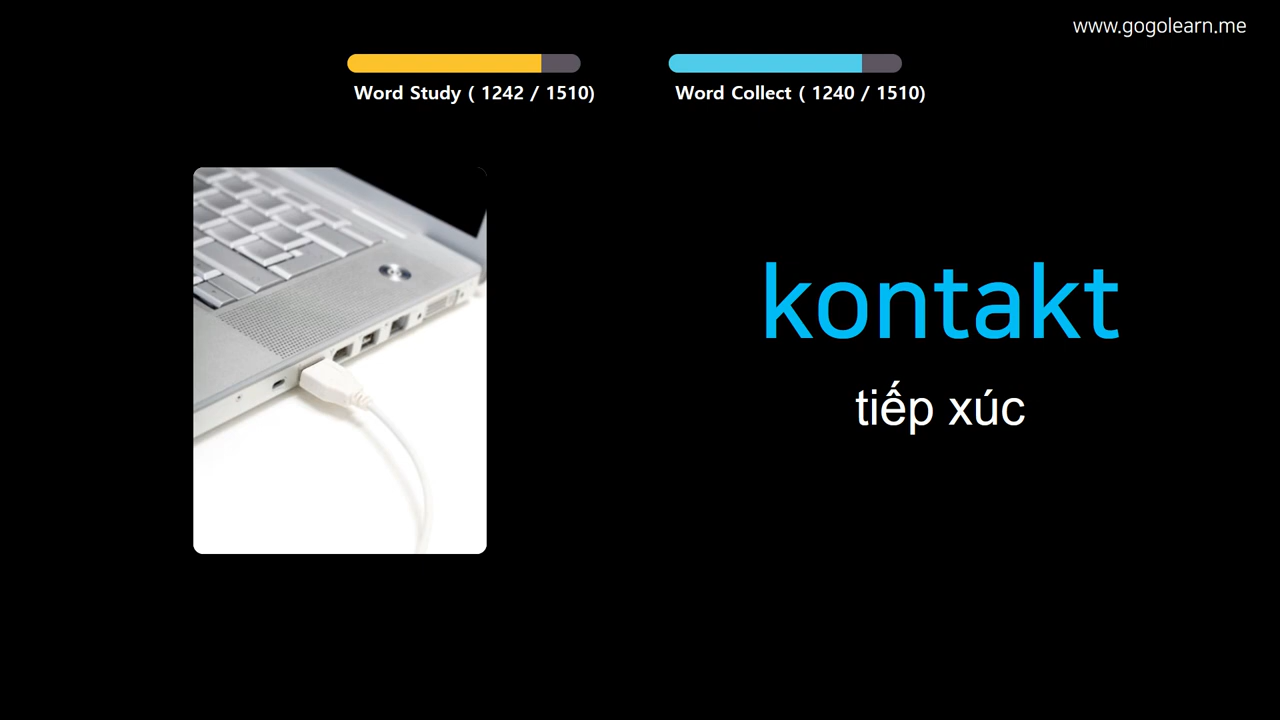 www.gogolearn.me
Word Study ( 1242 / 1510)
Word Collect ( 1240 / 1510)
kontakt
tiếp xúc